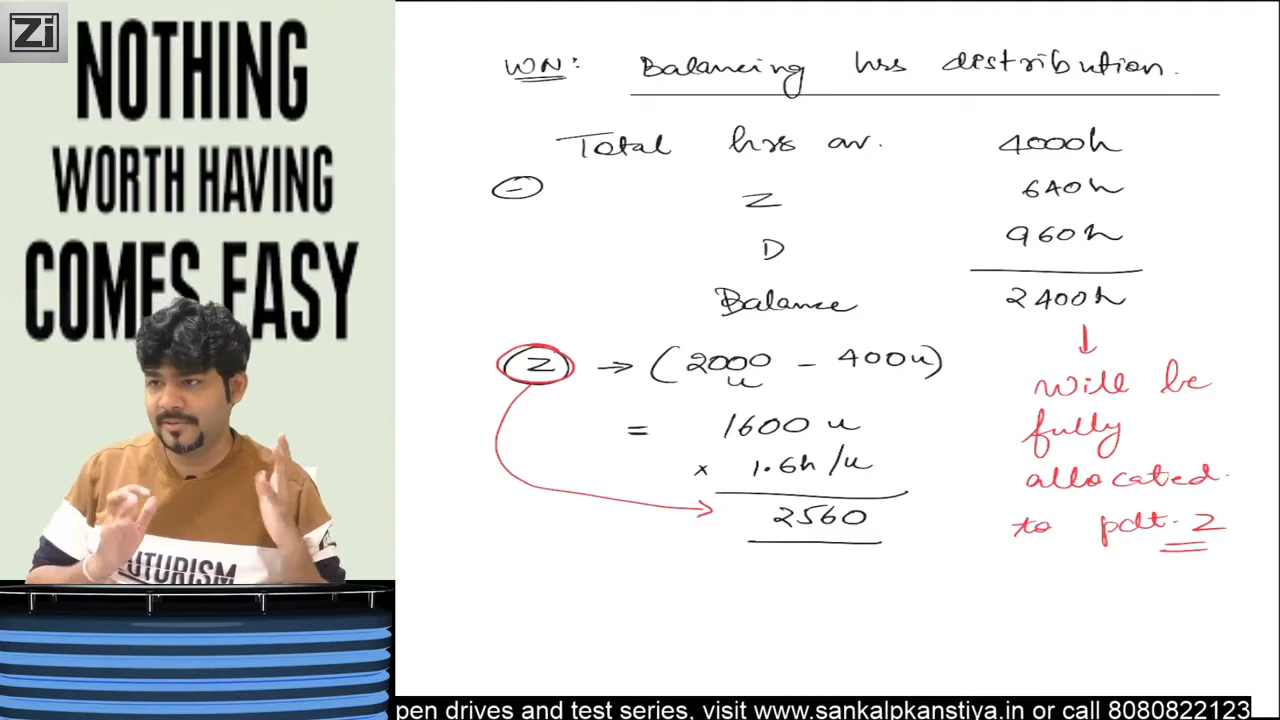 Zi
NOTHING
WORTH HAVING
COMES EASY
FUTURISM
WN: Balancing hrs distribution.
Total hrs av. 4000h
(-) Z 640h
D 960h
Balance 2400h
Z → (2000u - 400u)
= 1600 u
× 1.6h/u
2560
↓
will be
fully
allocated.
to pdt. Z
pen drives and test series, visit www.sankalpkanstiya.in or call 8080822123